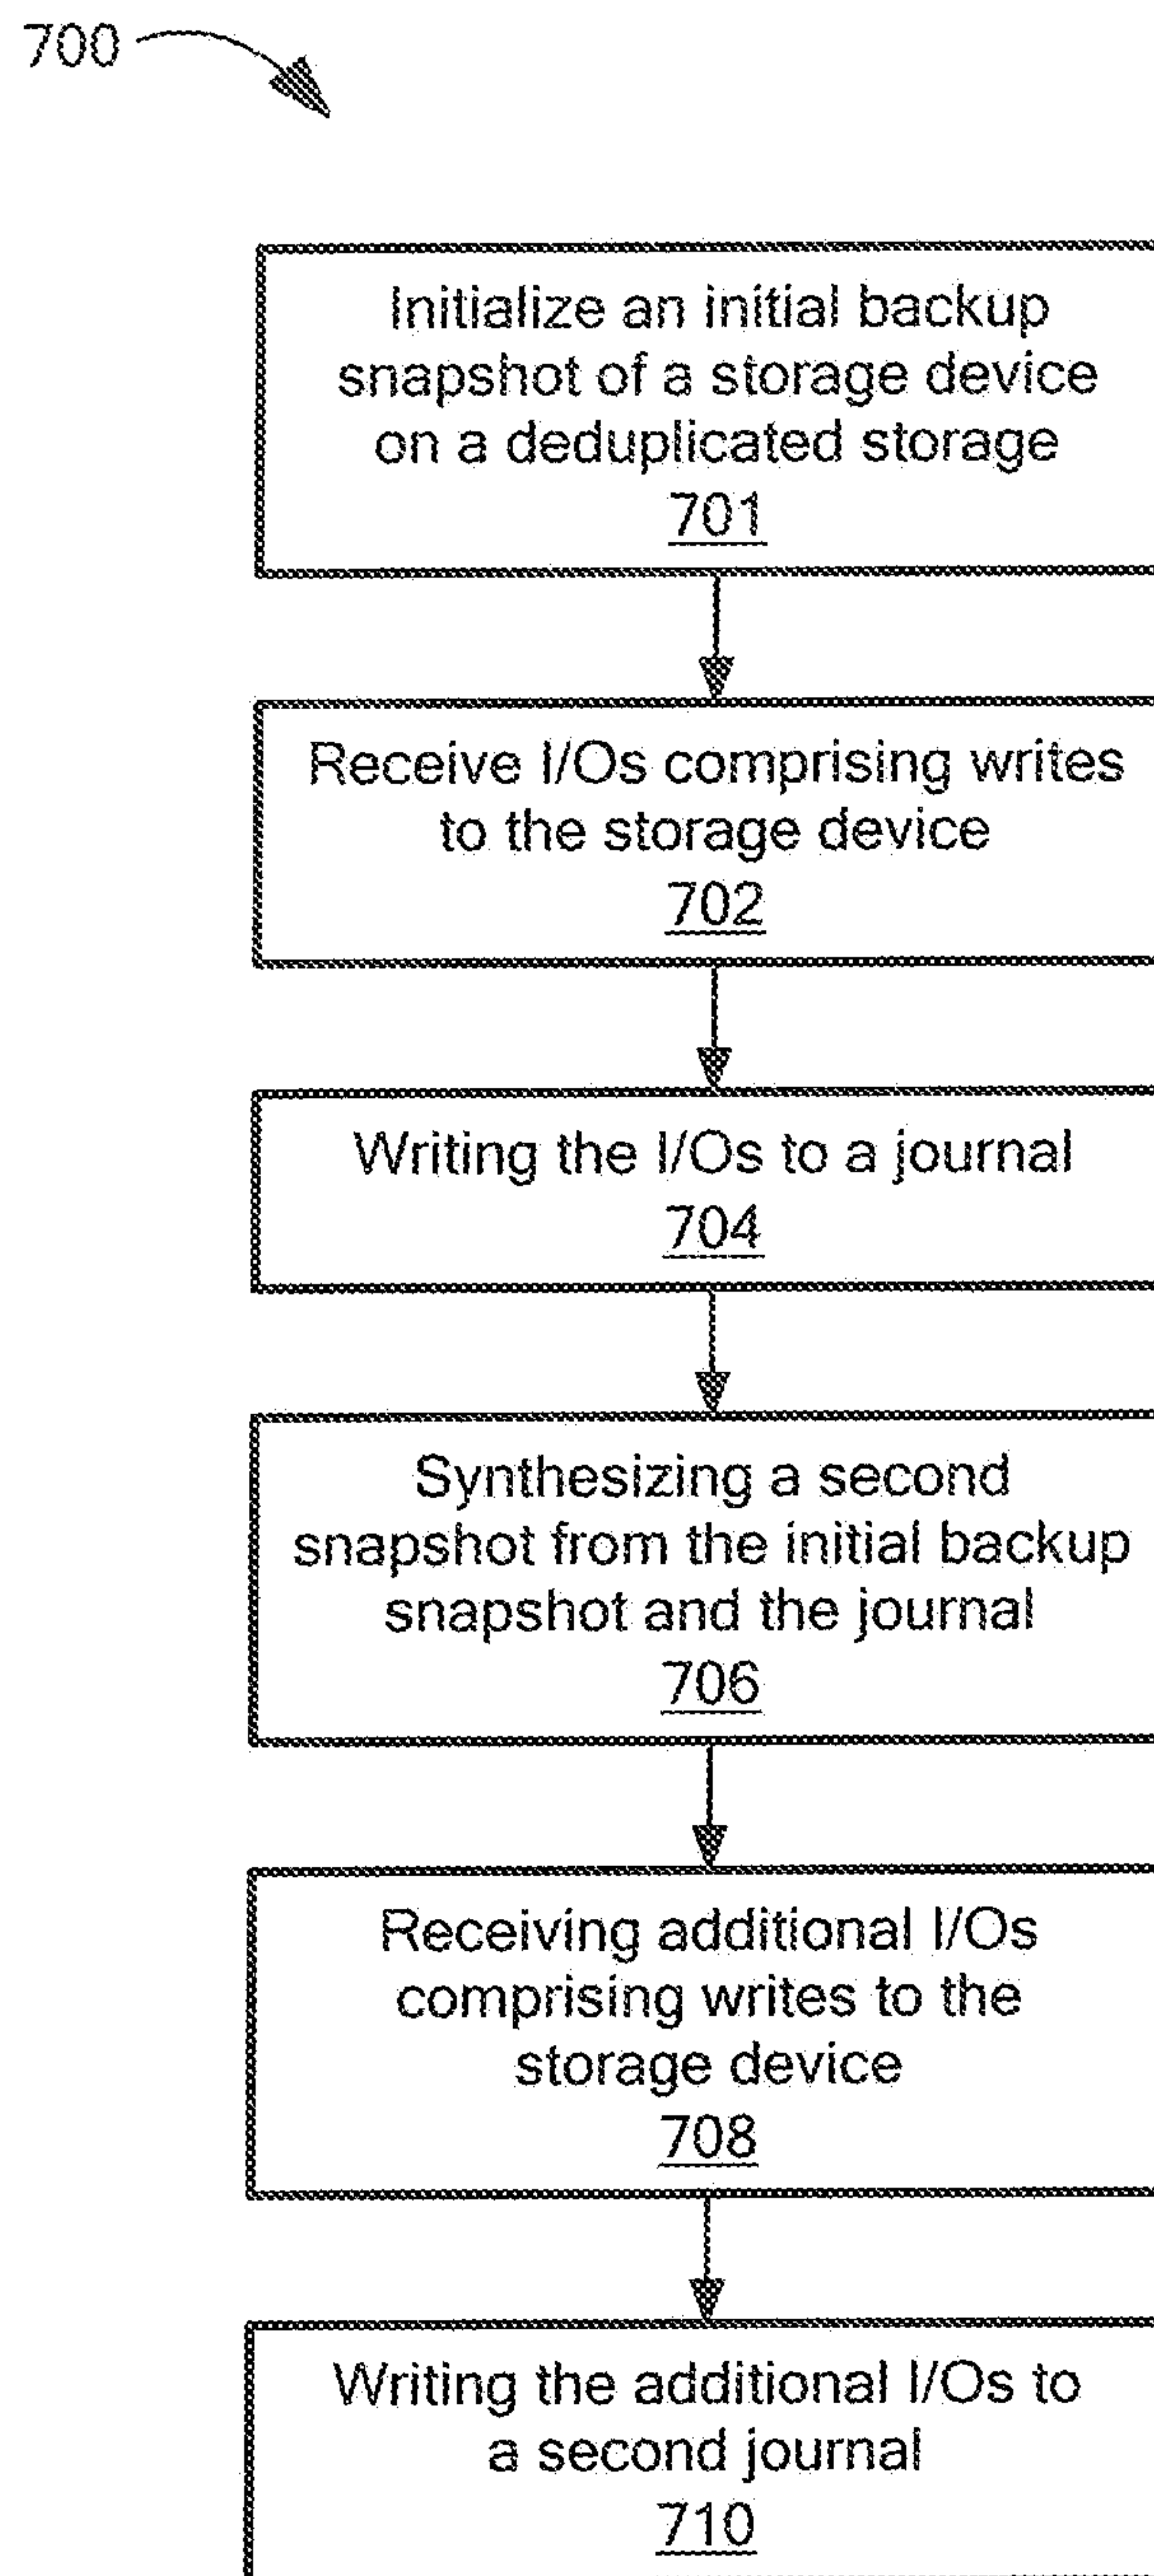 700
Initialize an initial backup
snapshot of a storage device
on a deduplicated storage
701
Receive I/Os comprising writes
to the storage device
702
Writing the I/Os to a journal
704
Synthesizing a second
snapshot from the initial backup
snapshot and the journal
706
Receiving additional I/Os
comprising writes to the
storage device
708
Writing the additional I/Os to
a second journal
710